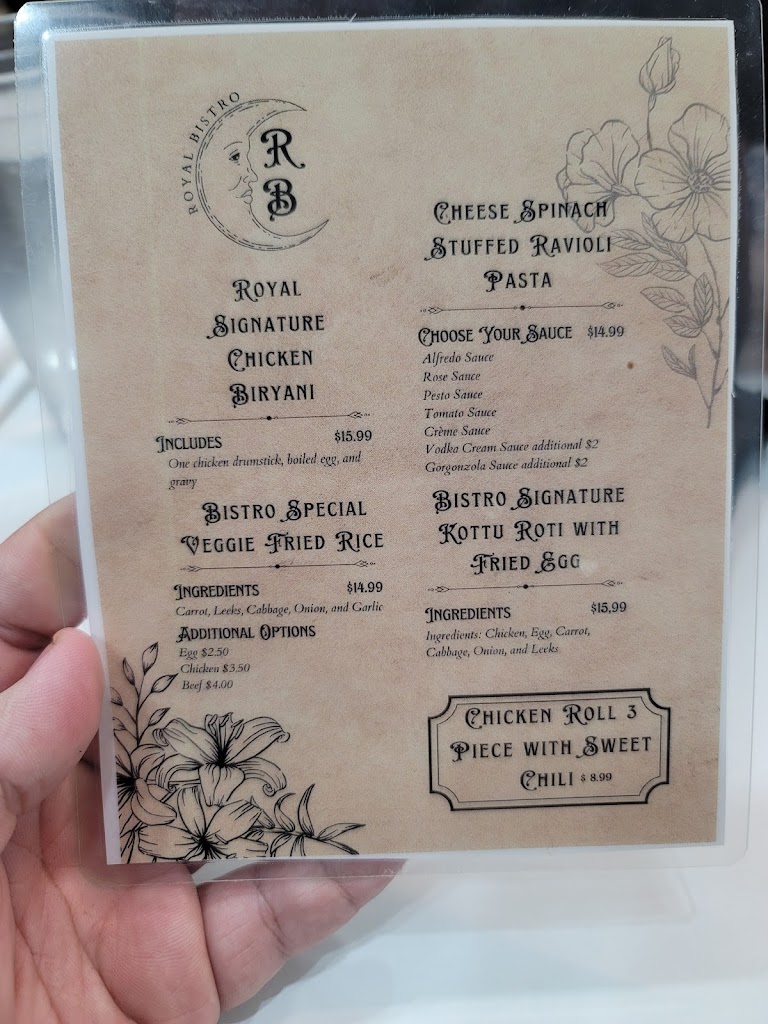 ROYAL BISTRO
R
B
ROYAL
SIGNATURE
CHICKEN
BIRYANI
INCLUDES $15.99
One chicken drumstick, boiled egg, and
gravy
BISTRO SPECIAL
VEGGIE FRIED RICE
INGREDIENTS $14.99
Carrot, Leeks, Cabbage, Onion, and Garlic
ADDITIONAL OPTIONS
Egg $2.50
Chicken $3.50
Beef $4.00
CHEESE SPINACH
STUFFED RAVIOLI
PASTA
CHOOSE YOUR SAUCE $14.99
Alfredo Sauce
Rose Sauce
Pesto Sauce
Tomato Sauce
Crème Sauce
Vodka Cream Sauce additional $2
Gorgonzola Sauce additional $2
BISTRO SIGNATURE
KOTTU ROTI WITH
FRIED EGG
INGREDIENTS $15,99
Ingredients: Chicken, Egg, Carrot,
Cabbage, Onion, and Leeks
CHICKEN ROLL 3
PIECE WITH SWEET
CHILI $ 8.99